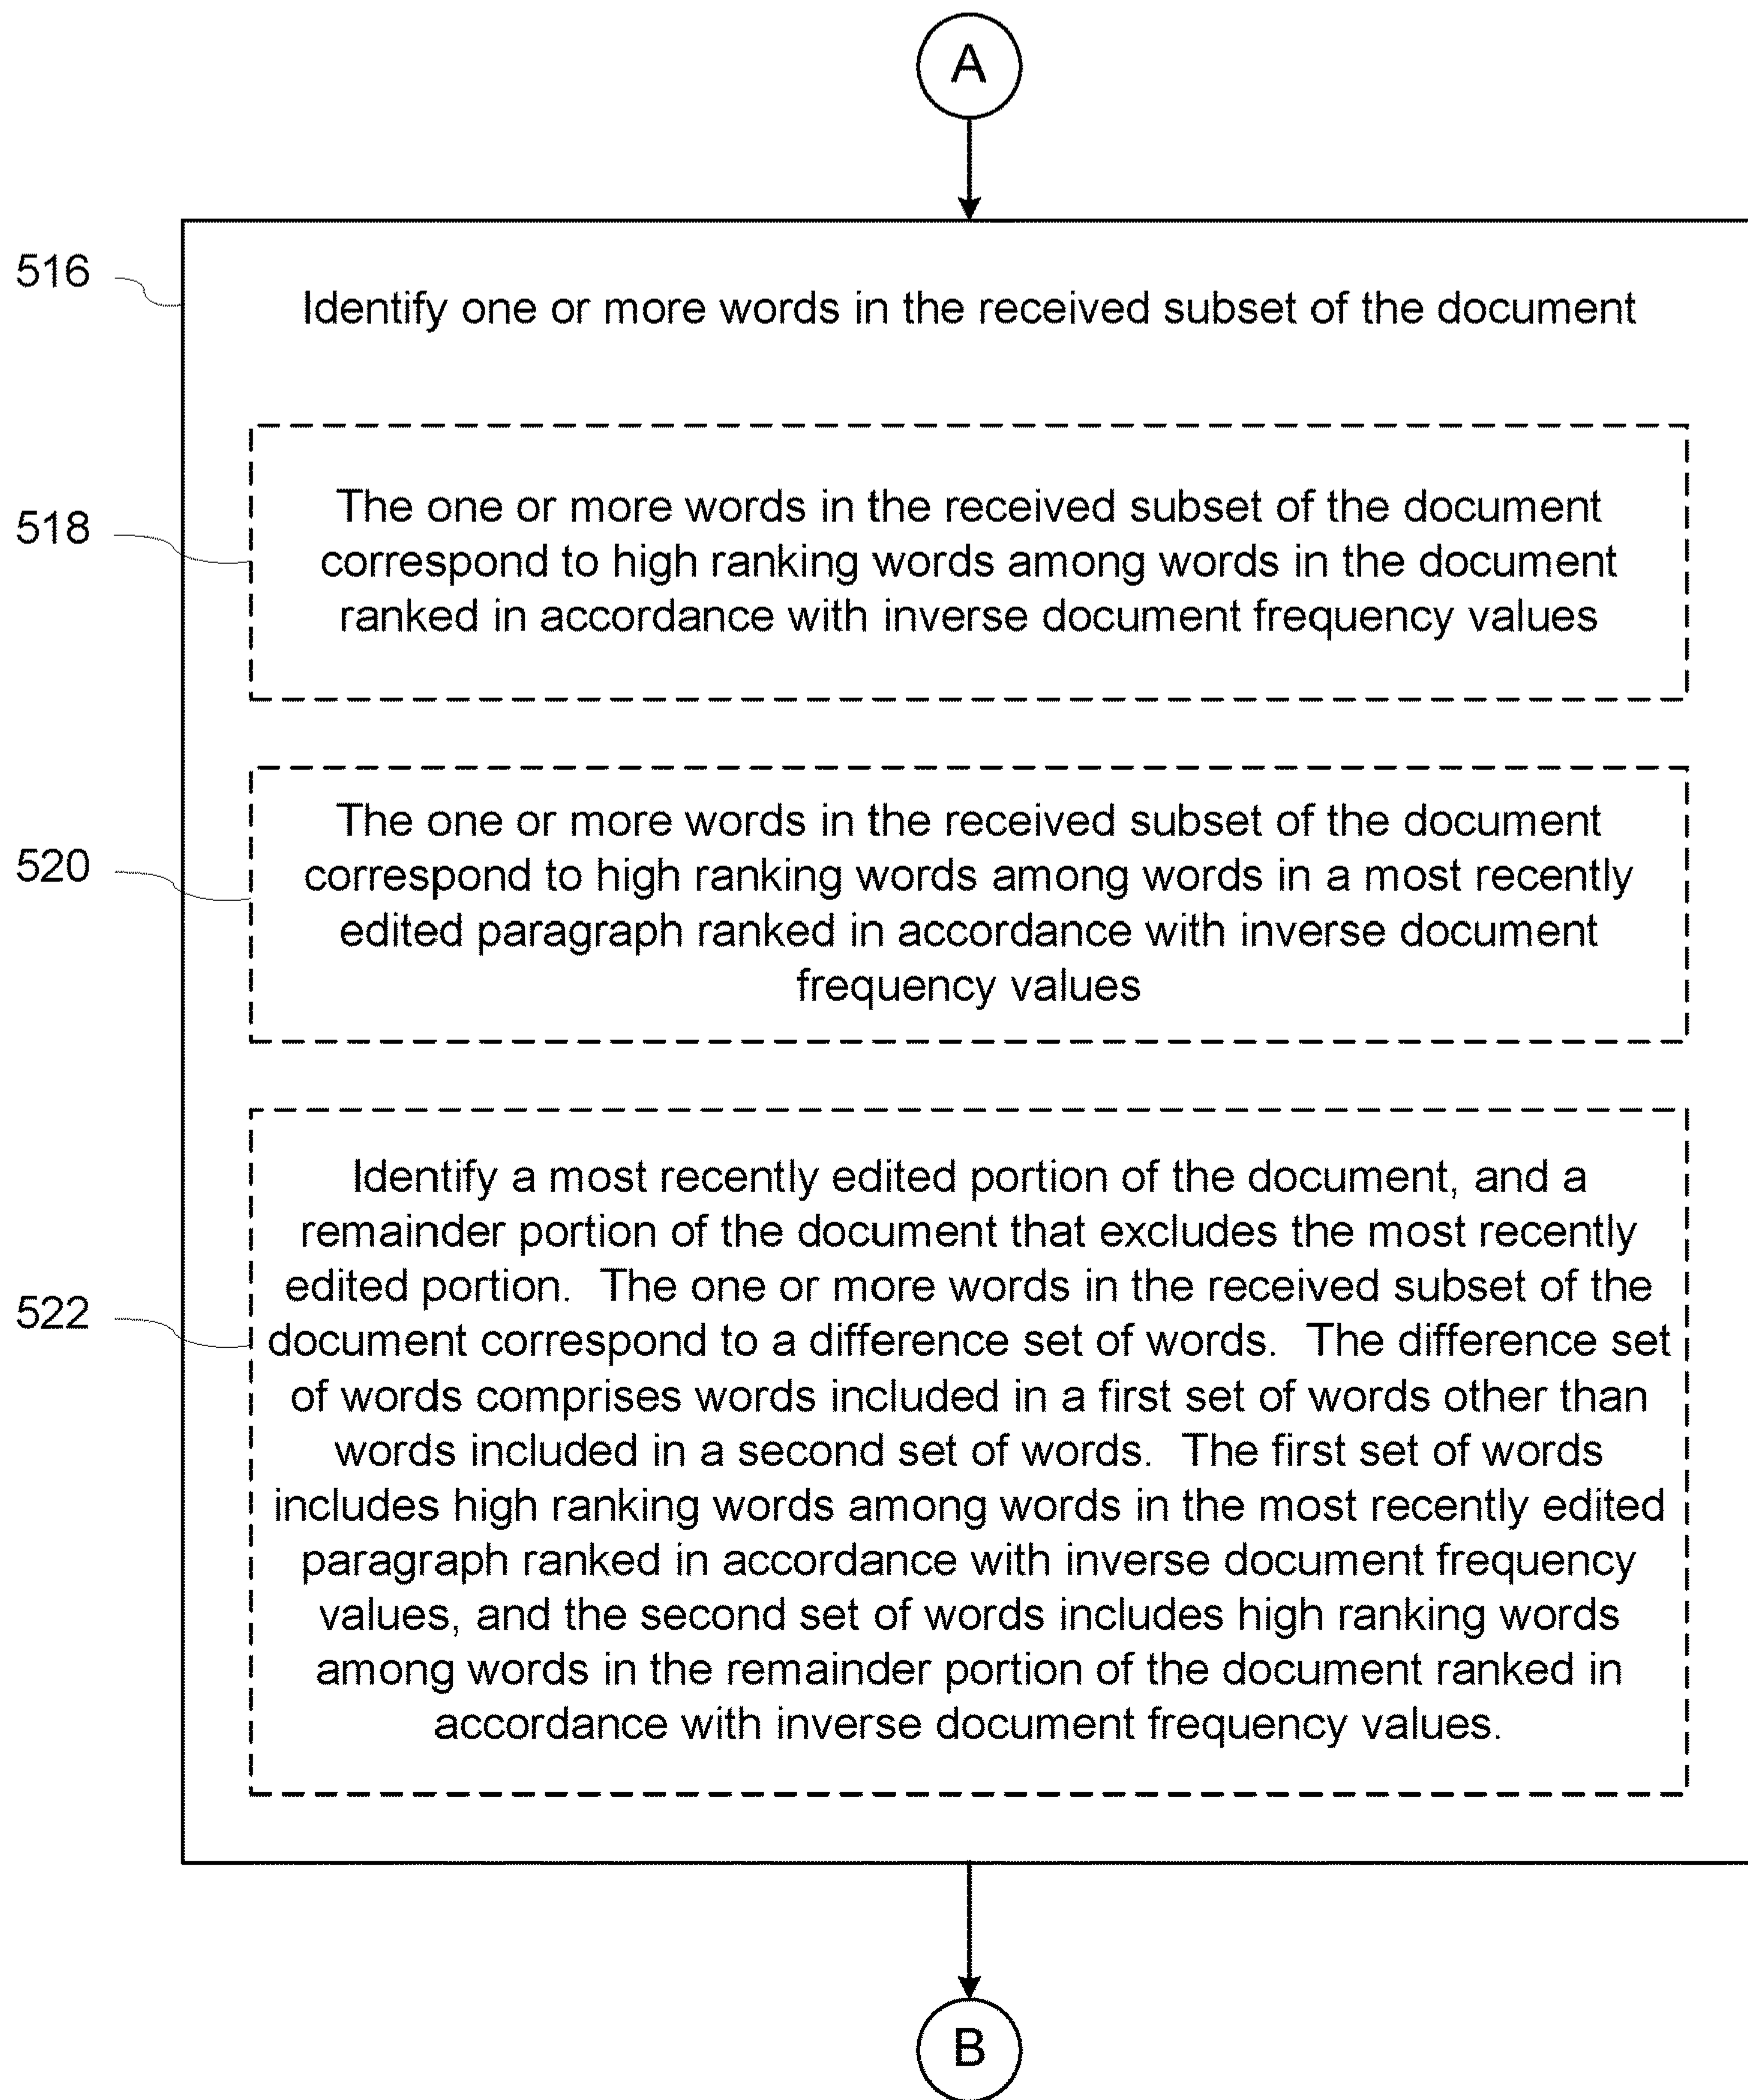 A
516
Identify one or more words in the received subset of the document
518
The one or more words in the received subset of the document
correspond to high ranking words among words in the document
ranked in accordance with inverse document frequency values
520
The one or more words in the received subset of the document
correspond to high ranking words among words in a most recently
edited paragraph ranked in accordance with inverse document
frequency values
522
Identify a most recently edited portion of the document, and a
remainder portion of the document that excludes the most recently
edited portion. The one or more words in the received subset of the
document correspond to a difference set of words. The difference set
of words comprises words included in a first set of words other than
words included in a second set of words. The first set of words
includes high ranking words among words in the most recently edited
paragraph ranked in accordance with inverse document frequency
values, and the second set of words includes high ranking words
among words in the remainder portion of the document ranked in
accordance with inverse document frequency values.
B